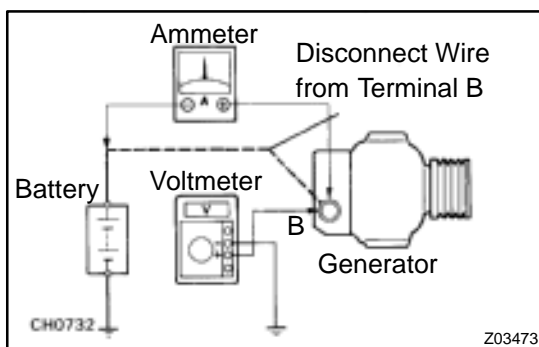 Ammeter
Disconnect Wire
from Terminal B
A
Battery
Voltmeter
V
B
Generator
CH0732
Z03473